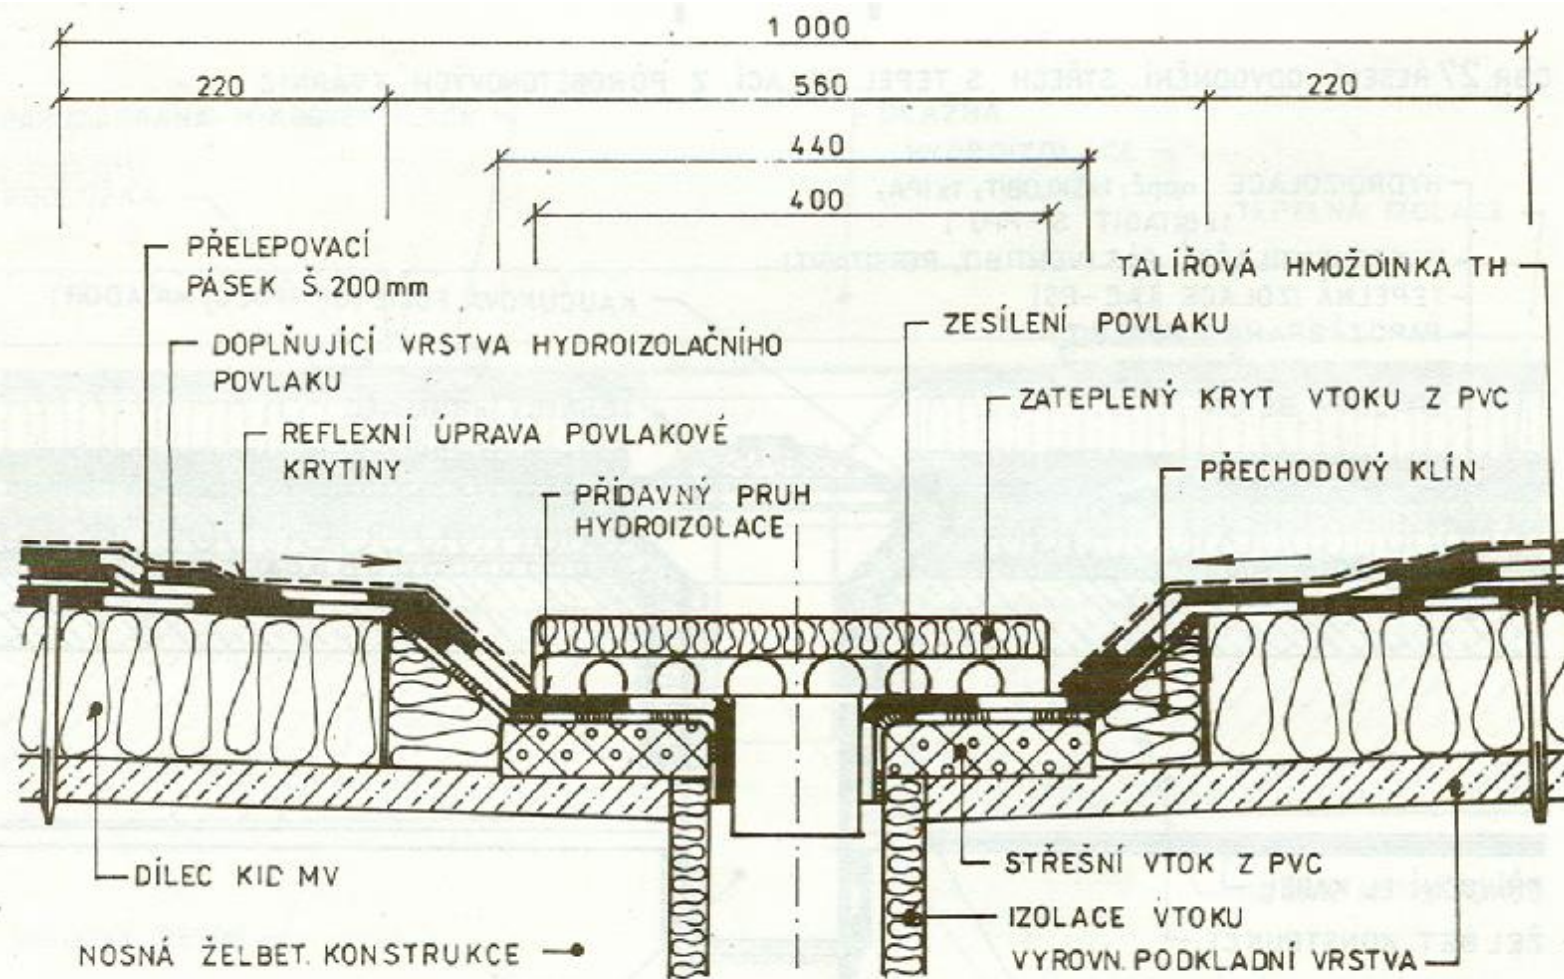 1 000
220
560
220
440
400
PŘELEPOVACÍ
PÁSEK Š.200mm
TALÍŘOVÁ HMOŽDINKA TH
ZESÍLENÍ POVLAKU
DOPLŇUJÍCÍ VRSTVA HYDROIZOLAČNÍHO
POVLAKU
ZATEPLENÝ KRYT VTOKU Z PVC
REFLEXNÍ ÚPRAVA POVLAKOVÉ
KRYTINY
PŘECHODOVÝ KLÍN
PŘÍDAVNÝ PRUH
HYDROIZOLACE
DÍLEC KID MV
STŘEŠNÍ VTOK Z PVC
IZOLACE VTOKU
NOSNÁ ŽELBET. KONSTRUKCE
VYROVN. PODKLADNÍ VRSTVA